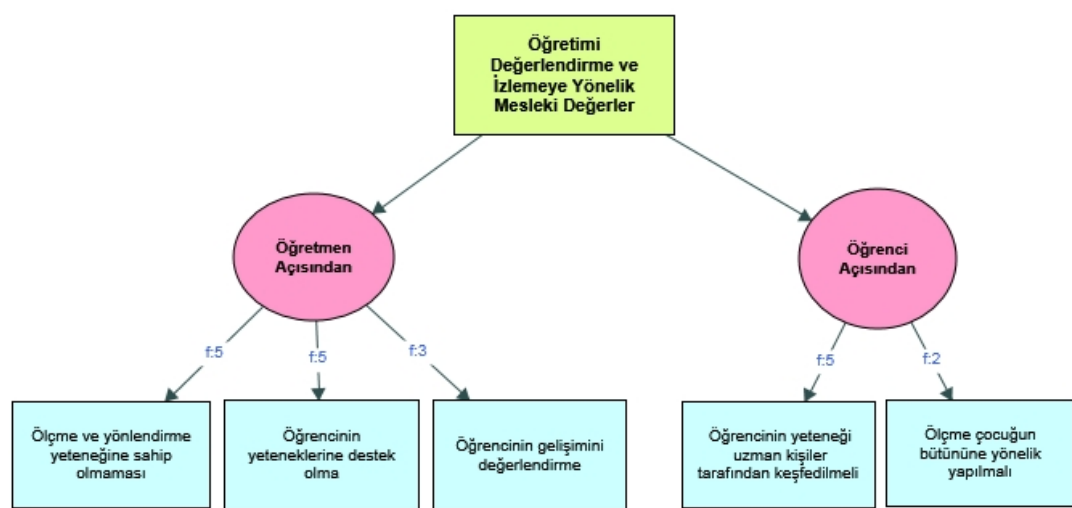 Öğretimi
Değerlendirme ve
İzlemeye Yönelik
Mesleki Değerler
Öğretmen
Açısından
Öğrenci
Açısından
f:5
f:5
f:3
f:5
f:2
Ölçme ve yönlendirme
yeteneğine sahip
olmaması
Öğrencinin
yeteneklerine destek
olma
Öğrencinin gelişimini
değerlendirme
Öğrencinin yeteneği
uzman kişiler
tarafından keşfedilmeli
Ölçme çocuğun
bütününe yönelik
yapılmalı